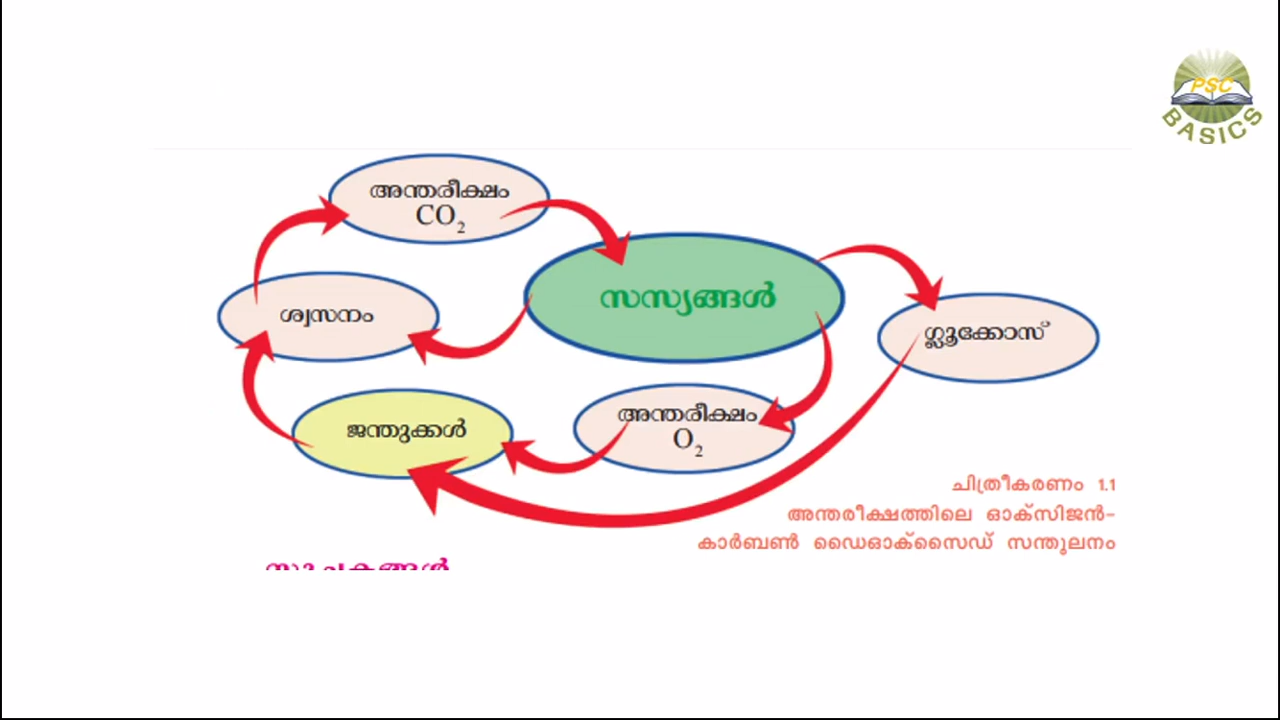 PSC
BASICS
അന്തരീക്ഷം
CO₂
സസ്യങ്ങൾ
ശ്വസനം
ഗ്ലൂക്കോസ്
ജന്തുക്കൾ
അന്തരീക്ഷം
O₂
ചിത്രീകരണം 1.1
അന്തരീക്ഷത്തിലെ ഓക്സിജൻ-
കാർബൺ ഡൈഓക്സൈഡ് സന്തുലനം